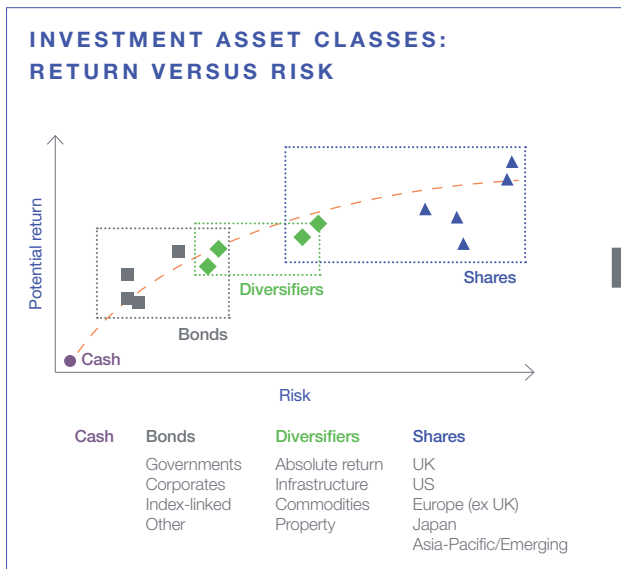 INVESTMENT ASSET CLASSES:
RETURN VERSUS RISK
Potential return
Shares
Diversifiers
Bonds
Cash
Risk
Cash Bonds Diversifiers Shares
Governments Absolute return UK
Corporates Infrastructure US
Index-linked Commodities Europe (ex UK)
Other Property Japan
Asia-Pacific/Emerging